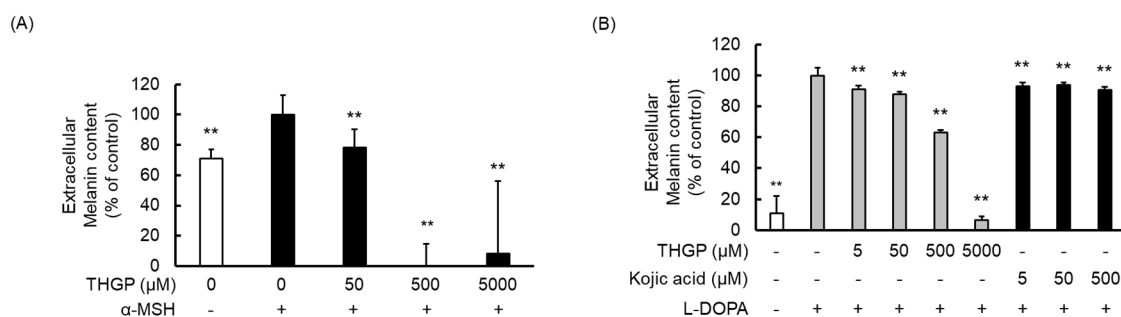 (A)
Extracellular
Melanin content
(% of control)
120
100
80
60
40
20
0
** ** ** **
THGP (μM) 0 0 50 500 5000
α-MSH - + + + +
(B)
Extracellular
Melanin content
(% of control)
120
100
80
60
40
20
0
** ** ** ** ** ** ** **
THGP (μM) - - 5 50 500 5000 - - -
Kojic acid (μM) - - - - - - 5 50 500
L-DOPA - + + + + + + + +